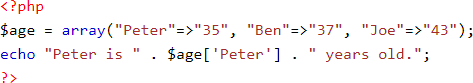 <?php
$age = array("Peter"=>"35", "Ben"=>"37", "Joe"=>"43");
echo "Peter is " . $age['Peter'] . " years old.";
?>